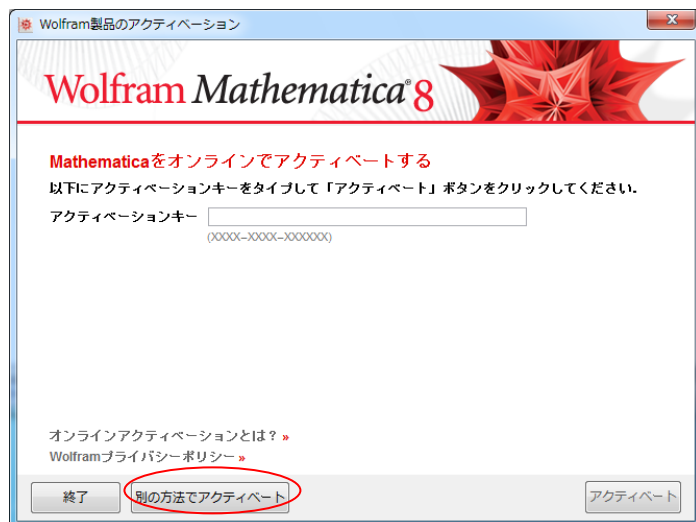 Wolfram製品のアクティベーション
Wolfram Mathematica® 8
Mathematicaをオンラインでアクティベートする
以下にアクティベーションキーをタイプして「アクティベート」ボタンをクリックしてください.
アクティベーションキー
(XXXX-XXXX-XXXXXX)
オンラインアクティベーションとは? »
Wolframプライバシーポリシー »
終了 別の方法でアクティベート アクティベート